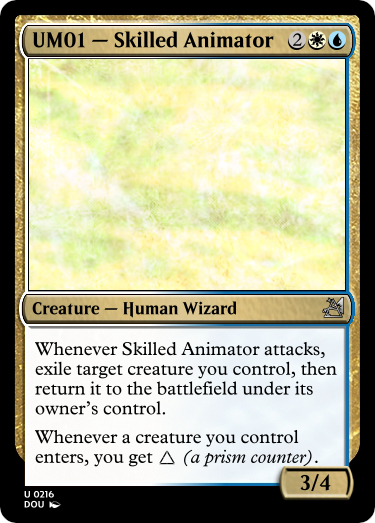 UM01 — Skilled Animator 2
Creature — Human Wizard
Whenever Skilled Animator attacks,
exile target creature you control, then
return it to the battlefield under its
owner's control.
Whenever a creature you control
enters, you get △ (a prism counter).
3/4
U 0216
DOU